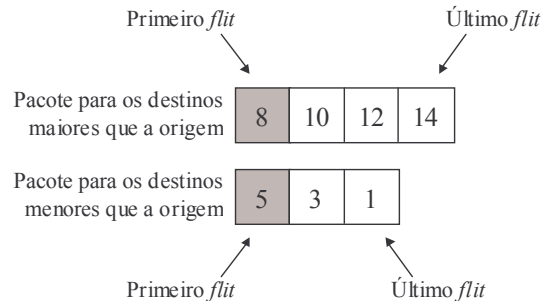 Primeiro flit Último flit
Pacote para os destinos
maiores que a origem
8 10 12 14
Pacote para os destinos
menores que a origem
5 3 1
Primeiro flit Último flit